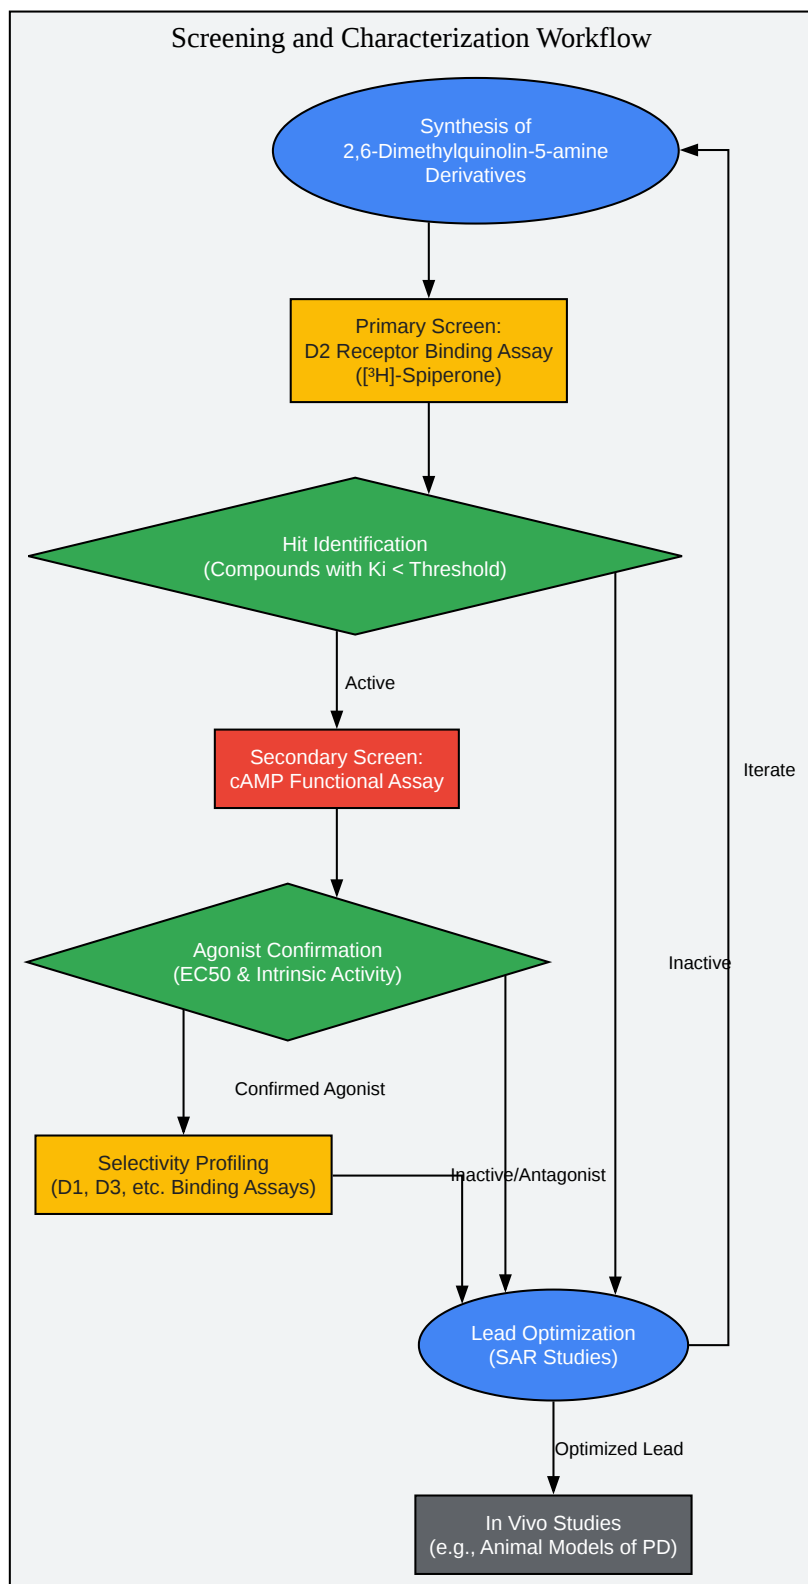 Screening and Characterization Workflow
Synthesis of
2,6-Dimethylquinolin-5-amine
Derivatives
Primary Screen:
D2 Receptor Binding Assay
([³H]-Spiperone)
Hit Identification
(Compounds with Ki < Threshold)
Active
Secondary Screen:
cAMP Functional Assay
Iterate
Agonist Confirmation
(EC50 & Intrinsic Activity)
Inactive
Confirmed Agonist
Selectivity Profiling
(D1, D3, etc. Binding Assays)
Inactive/Antagonist
Lead Optimization
(SAR Studies)
Optimized Lead
In Vivo Studies
(e.g., Animal Models of PD)